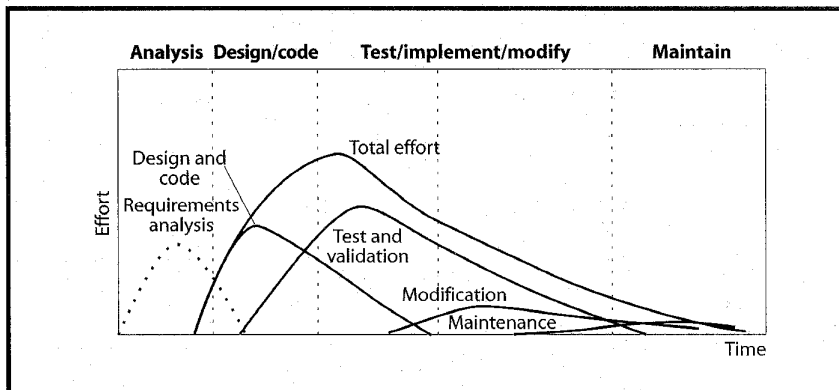 Analysis Design/code Test/implement/modify Maintain
Total effort
Design and
code
Requirements
analysis
Effort
Test and
validation
Modification
Maintenance
Time